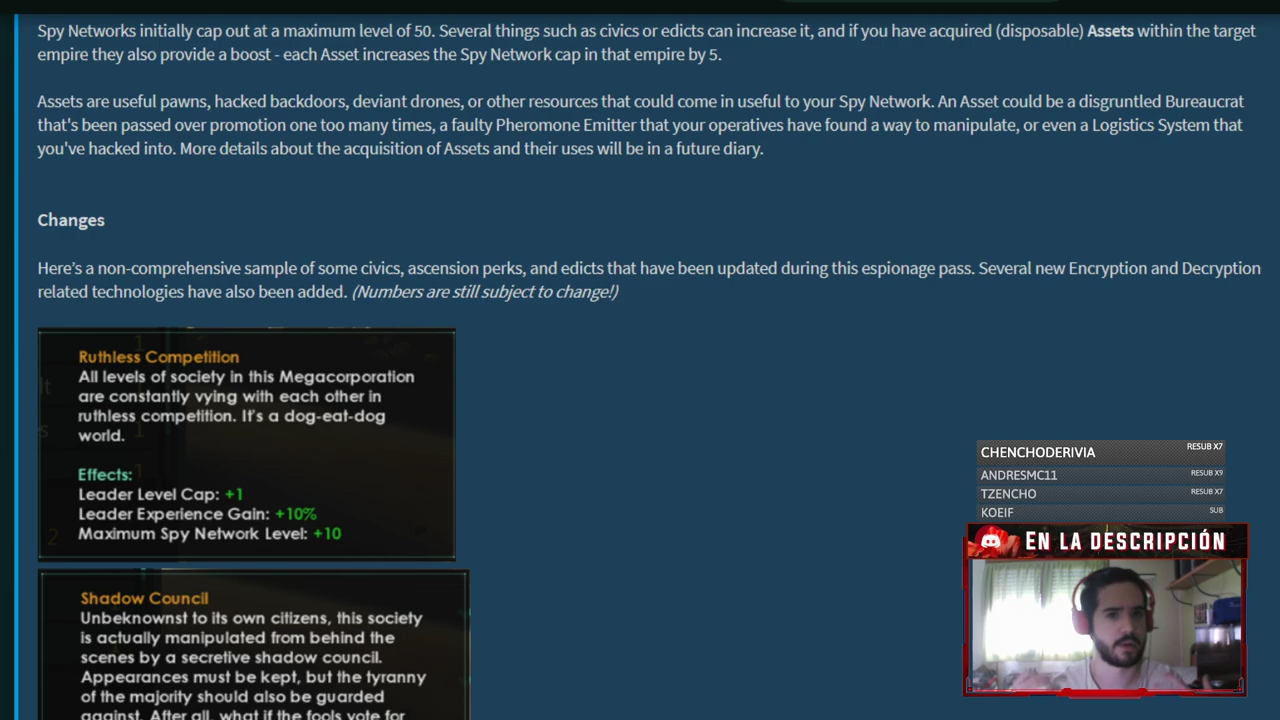 Spy Networks initially cap out at a maximum level of 50. Several things such as civics or edicts can increase it, and if you have acquired (disposable) Assets within the target
empire they also provide a boost - each Asset increases the Spy Network cap in that empire by 5.
Assets are useful pawns, hacked backdoors, deviant drones, or other resources that could come in useful to your Spy Network. An Asset could be a disgruntled Bureaucrat
that's been passed over promotion one too many times, a faulty Pheromone Emitter that your operatives have found a way to manipulate, or even a Logistics System that
you've hacked into. More details about the acquisition of Assets and their uses will be in a future diary.
Changes
Here's a non-comprehensive sample of some civics, ascension perks, and edicts that have been updated during this espionage pass. Several new Encryption and Decryption
related technologies have also been added. (Numbers are still subject to change!)
Ruthless Competition
All levels of society in this Megacorporation
are constantly vying with each other in
ruthless competition. It's a dog-eat-dog
world.
Effects:
Leader Level Cap: +1
Leader Experience Gain: +10%
Maximum Spy Network Level: +10
Shadow Council
Unbeknownst to its own citizens, this society
is actually manipulated from behind the
scenes by a secretive shadow council.
Appearances must be kept, but the tyranny
of the majority should also be guarded
against. After all, what if the fools vote for
CHENCHODERIVIA RESUB X7
ANDRESMC11 RESUB X9
TZENCHO RESUB X7
KOEIF SUB
EN LA DESCRIPCIÓN